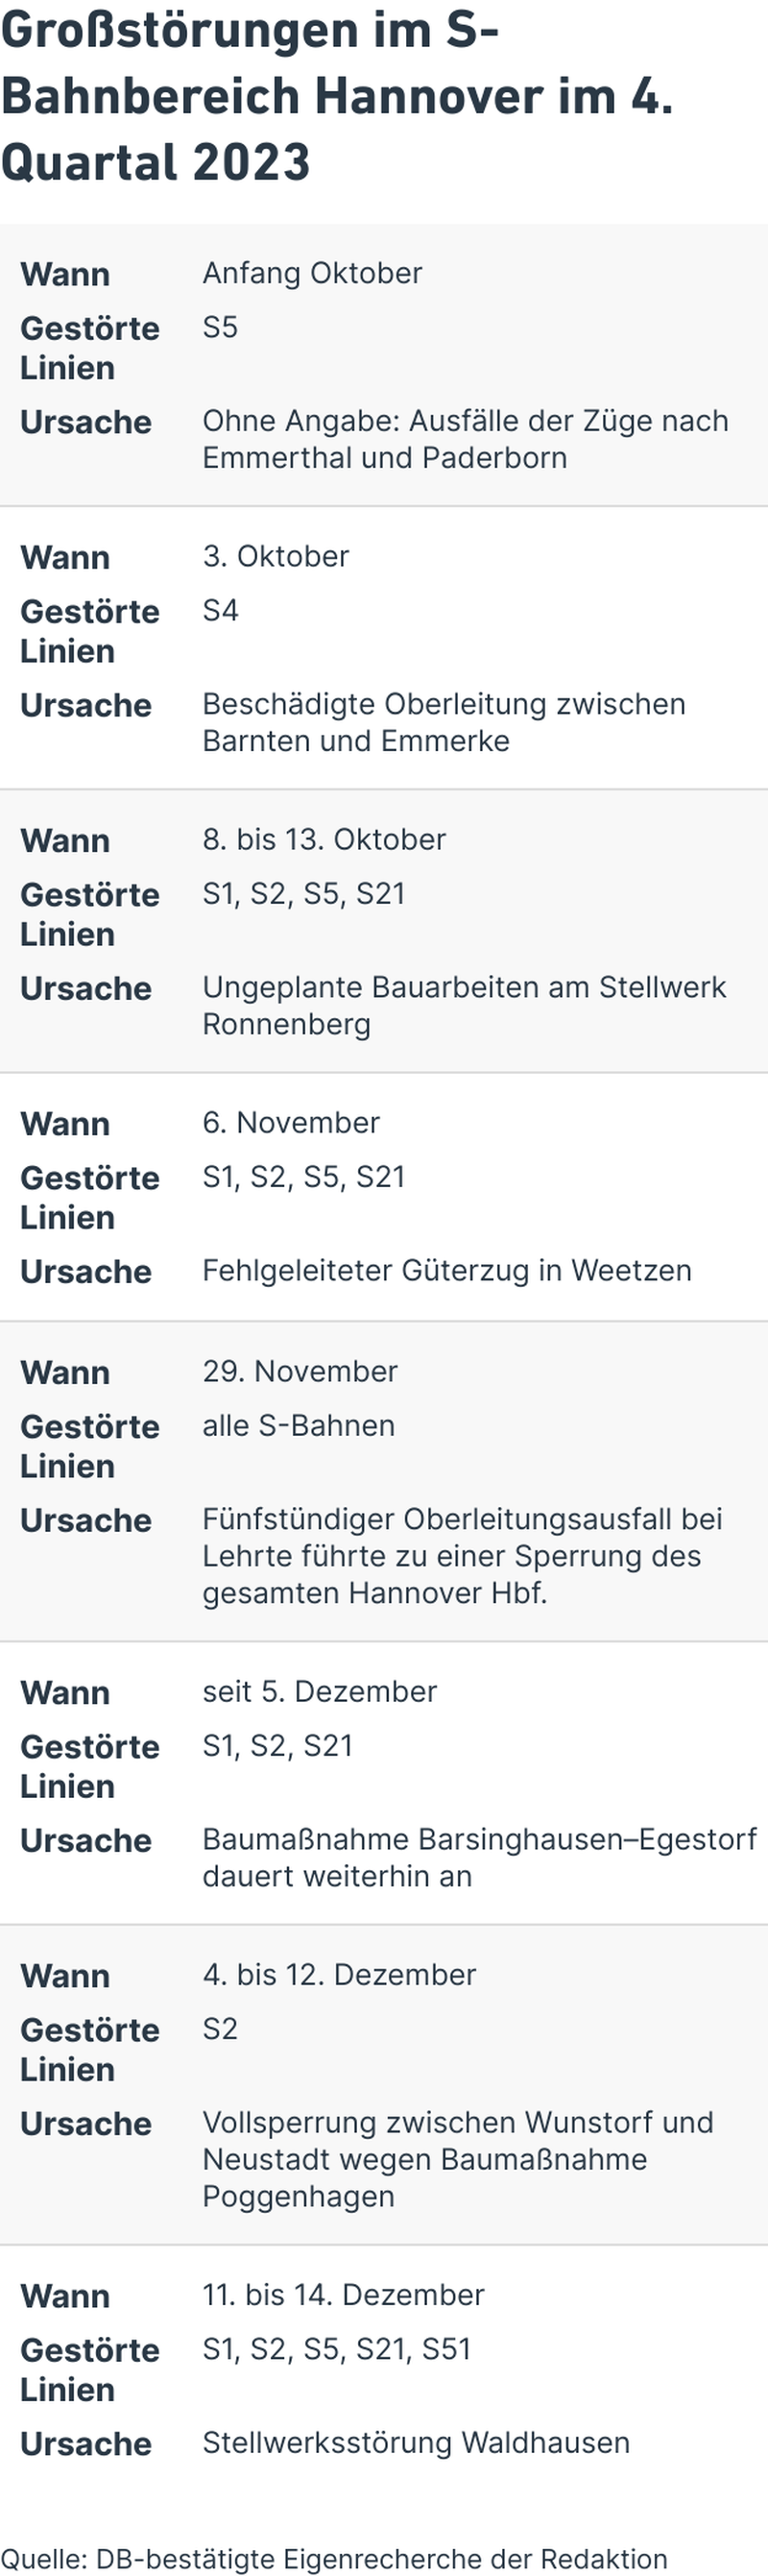 Großstörungen im S-
Bahnbereich Hannover im 4.
Quartal 2023
Wann Anfang Oktober
Gestörte S5
Linien
Ursache Ohne Angabe: Ausfälle der Züge nach
Emmerthal und Paderborn
Wann 3. Oktober
Gestörte S4
Linien
Ursache Beschädigte Oberleitung zwischen
Barnten und Emmerke
Wann 8. bis 13. Oktober
Gestörte S1, S2, S5, S21
Linien
Ursache Ungeplante Bauarbeiten am Stellwerk
Ronnenberg
Wann 6. November
Gestörte S1, S2, S5, S21
Linien
Ursache Fehlgeleiteter Güterzug in Weetzen
Wann 29. November
Gestörte alle S-Bahnen
Linien
Ursache Fünfstündiger Oberleitungsausfall bei
Lehrte führte zu einer Sperrung des
gesamten Hannover Hbf.
Wann seit 5. Dezember
Gestörte S1, S2, S21
Linien
Ursache Baumaßnahme Barsinghausen–Egestorf
dauert weiterhin an
Wann 4. bis 12. Dezember
Gestörte S2
Linien
Ursache Vollsperrung zwischen Wunstorf und
Neustadt wegen Baumaßnahme
Poggenhagen
Wann 11. bis 14. Dezember
Gestörte S1, S2, S5, S21, S51
Linien
Ursache Stellwerksstörung Waldhausen
Quelle: DB-bestätigte Eigenrecherche der Redaktion